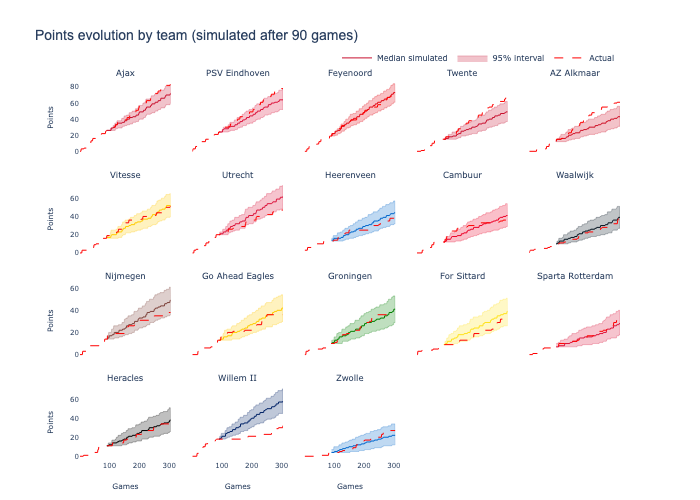 Points evolution by team (simulated after 90 games)
Median simulated 95% interval Actual
Ajax PSV Eindhoven Feyenoord Twente AZ Alkmaar
80
60
40
20
0
Points
Vitesse Utrecht Heerenveen Cambuur Waalwijk
60
40
20
0
Points
Nijmegen Go Ahead Eagles Groningen For Sittard Sparta Rotterdam
60
40
20
0
Points
Heracles Willem II Zwolle
60
40
20
0
Points
100 200 300 100 200 300 100 200 300
Games Games Games